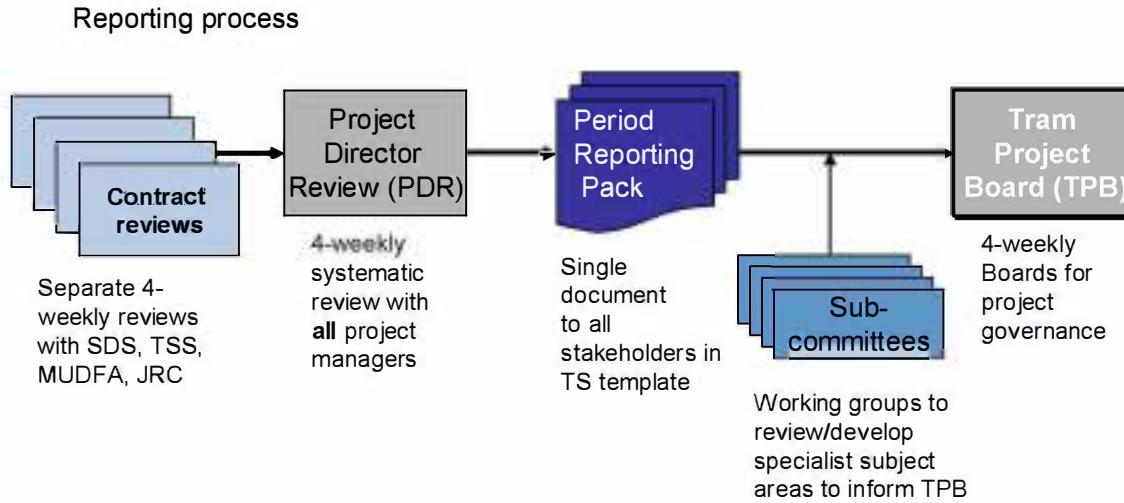 Reporting process
Contract
reviews
Separate 4-
weekly reviews
with SDS, TSS,
MUDFA, JRC
Project
Director
Review (PDR)
4-weekly
systematic
review with
all project
managers
Period
Reporting
Pack
Single
document
to all
stakeholders in
TS template
Sub-
committees
Working groups to
review/develop
specialist subject
areas to inform TPB
Tram
Project
Board (TPB)
4-weekly
Boards for
project
governance